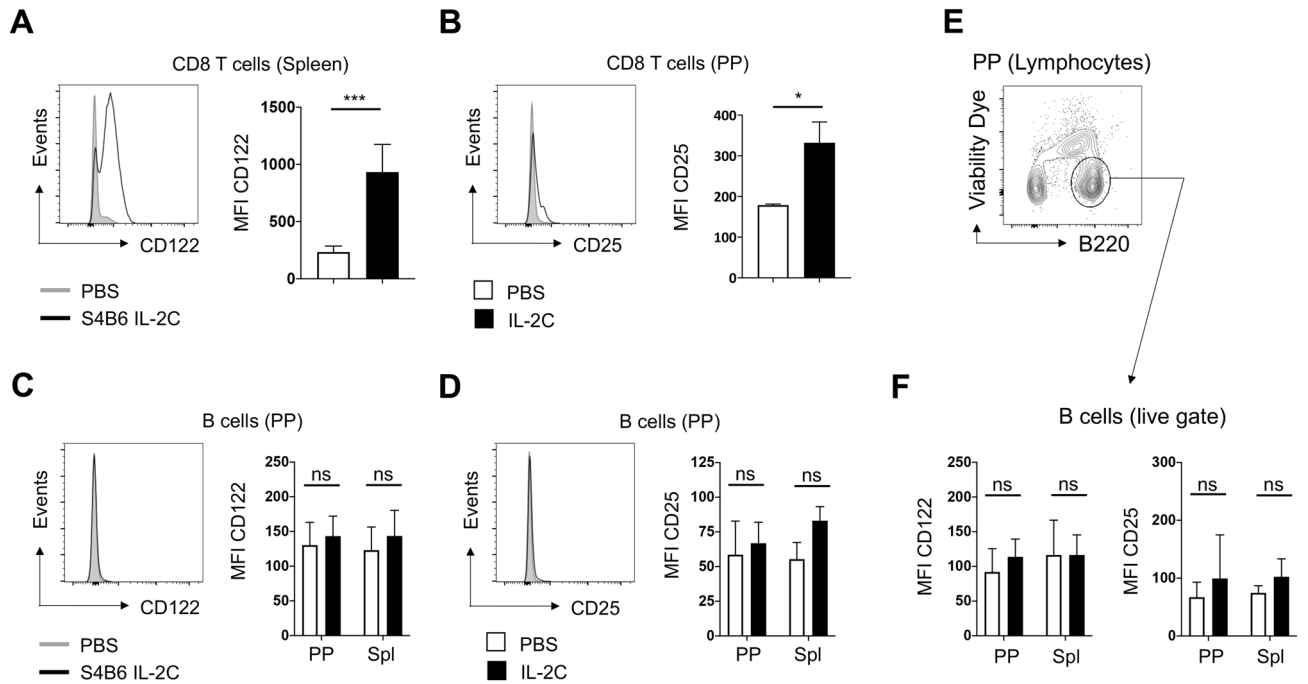 A
CD8 T cells (Spleen)
Events
CD122
PBS
S4B6 IL-2C
MFI CD122
1500
1000
500
0
***
B
CD8 T cells (PP)
Events
CD25
MFI CD25
400
300
200
100
0
*
PBS
IL-2C
E
PP (Lymphocytes)
Viability Dye
B220
C
B cells (PP)
Events
CD122
PBS
S4B6 IL-2C
MFI CD122
250
200
150
100
50
0
ns ns
PP Spl
D
B cells (PP)
Events
CD25
PBS
IL-2C
MFI CD25
125
100
75
50
25
0
ns ns
PP Spl
F
B cells (live gate)
MFI CD122
250
200
150
100
50
0
ns ns
PP Spl
MFI CD25
300
200
100
0
ns ns
PP Spl